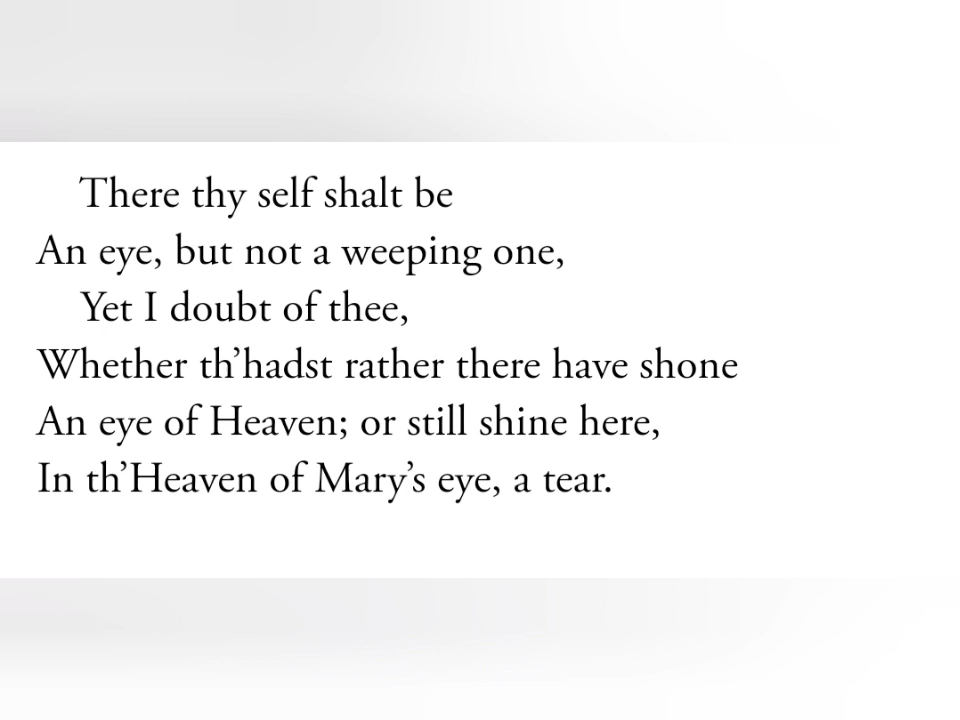 There thy self shalt be
An eye, but not a weeping one,
Yet I doubt of thee,
Whether th’hadst rather there have shone
An eye of Heaven; or still shine here,
In th’Heaven of Mary’s eye, a tear.